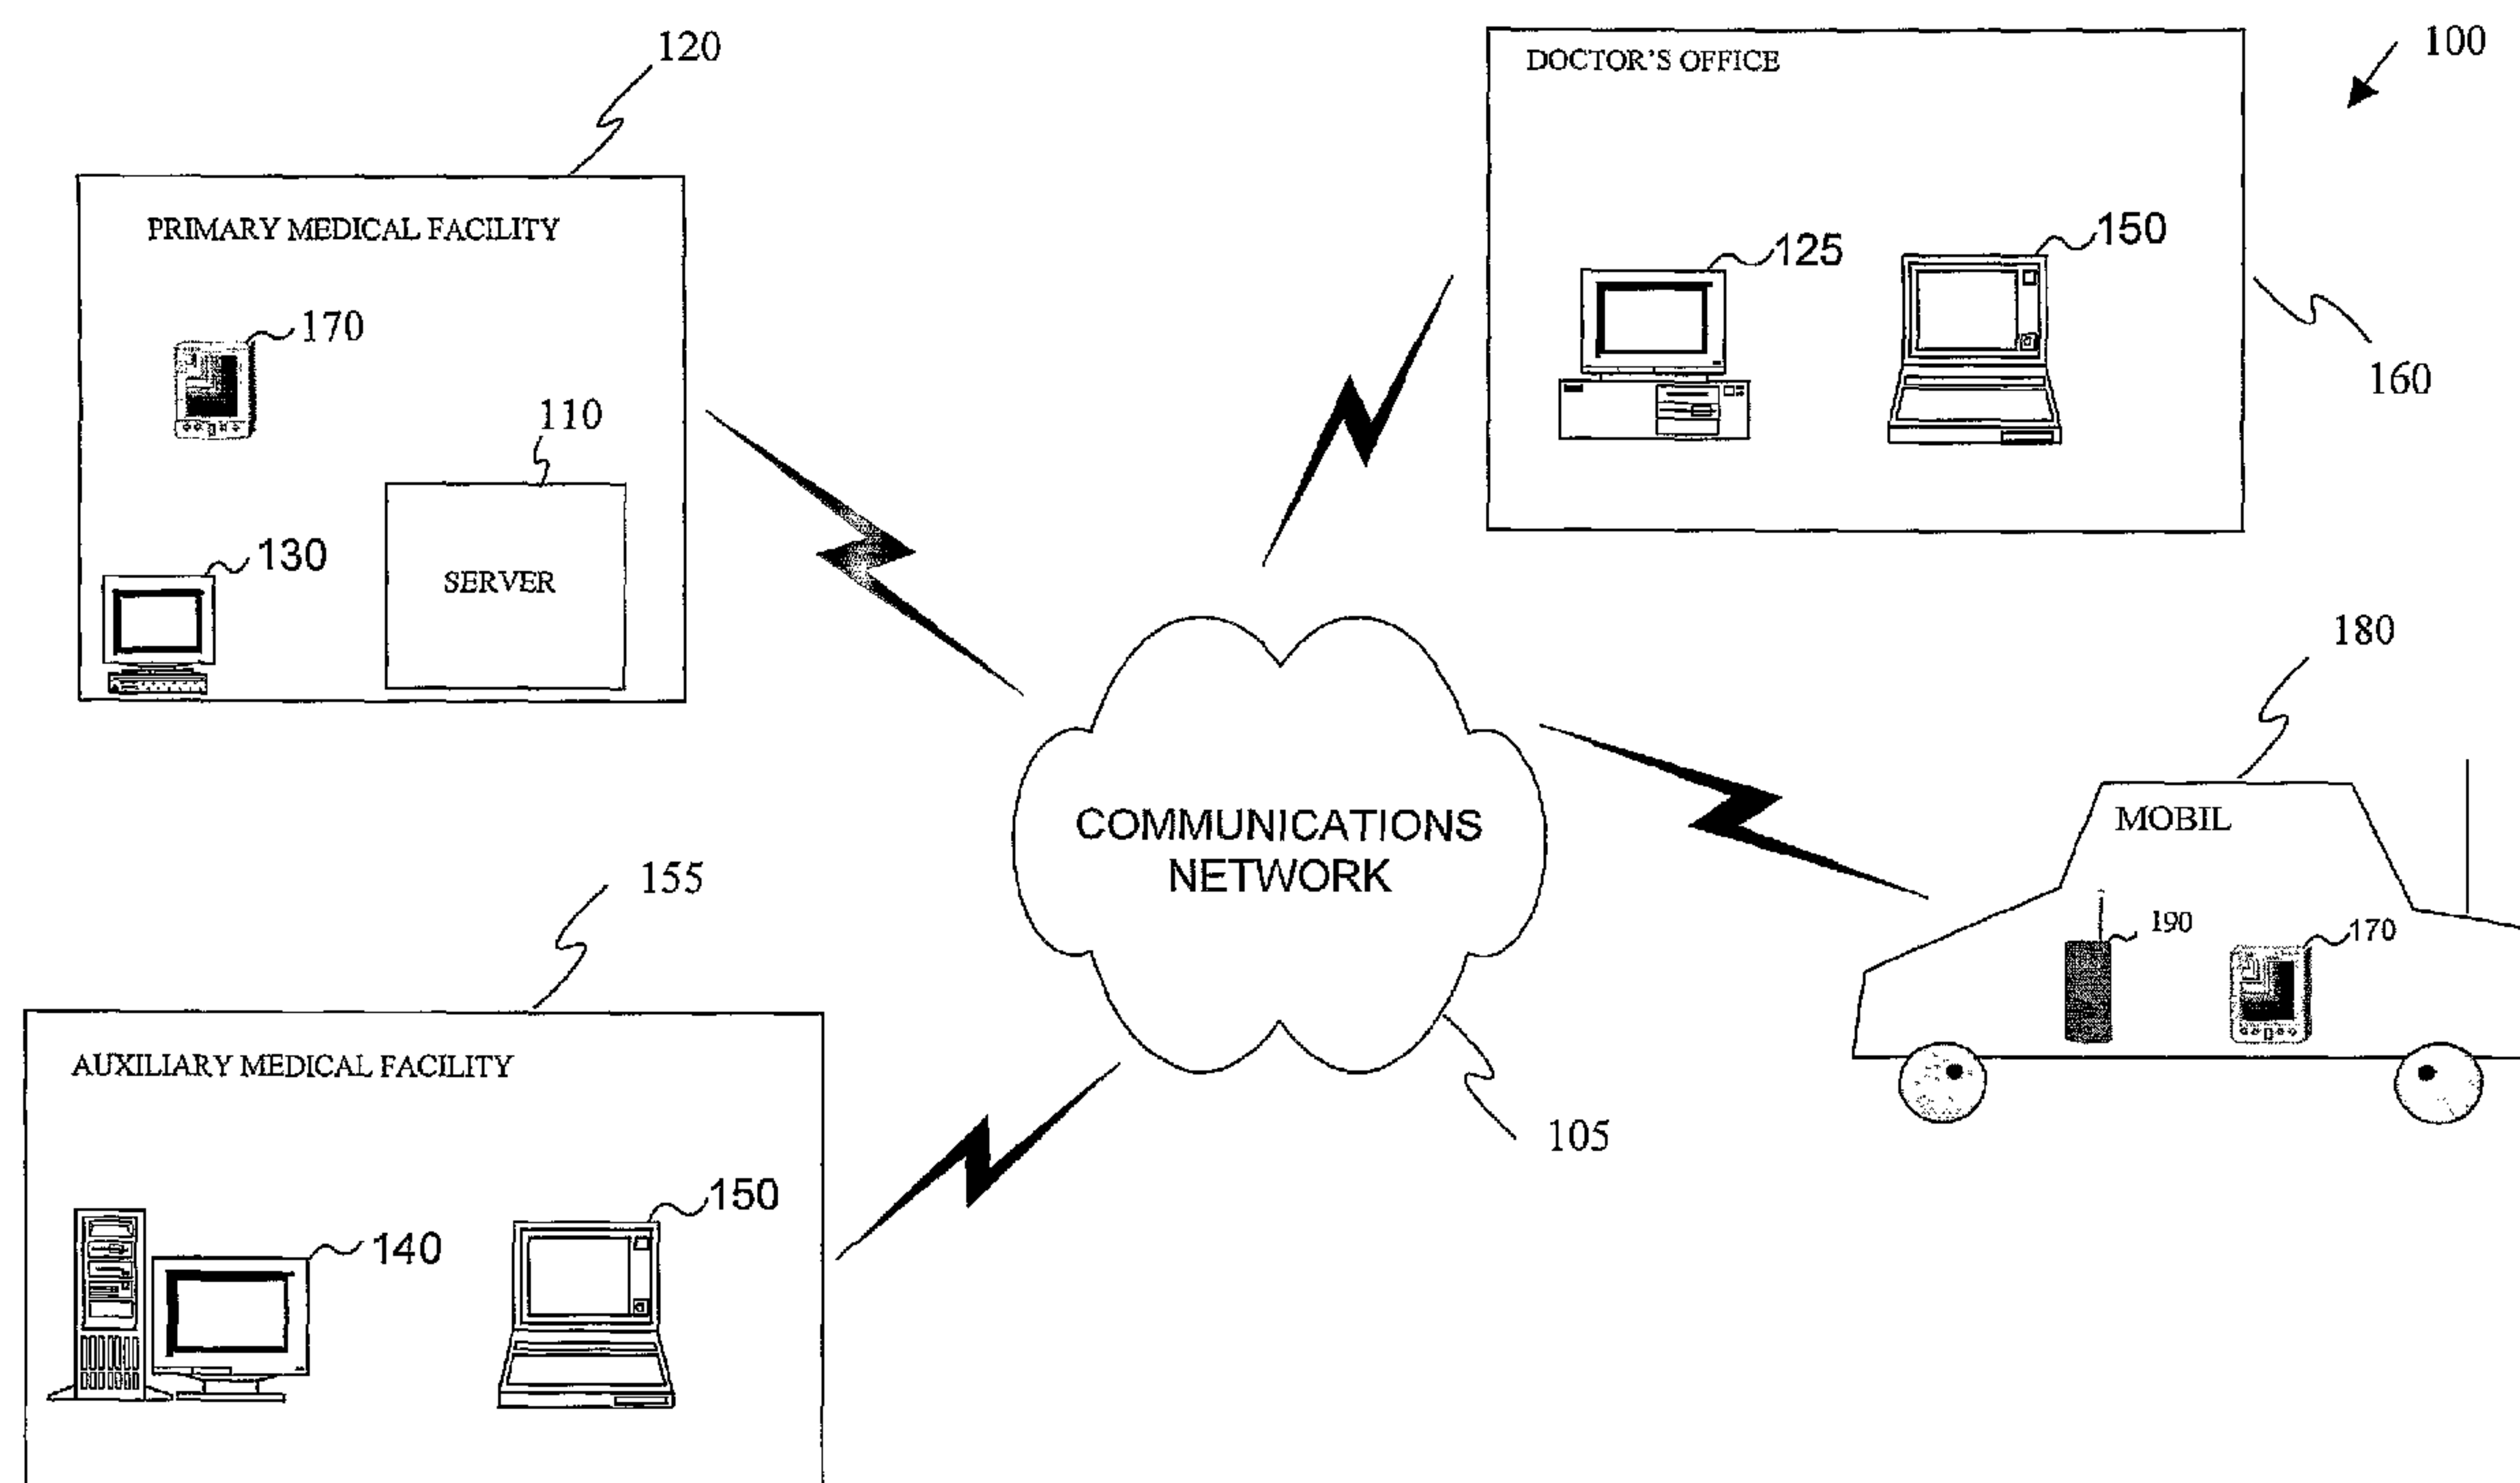 120
PRIMARY MEDICAL FACILITY
170
110
130
SERVER
DOCTOR'S OFFICE
100
125
150
160
COMMUNICATIONS
NETWORK
105
180
MOBIL
190
170
155
AUXILIARY MEDICAL FACILITY
140
150